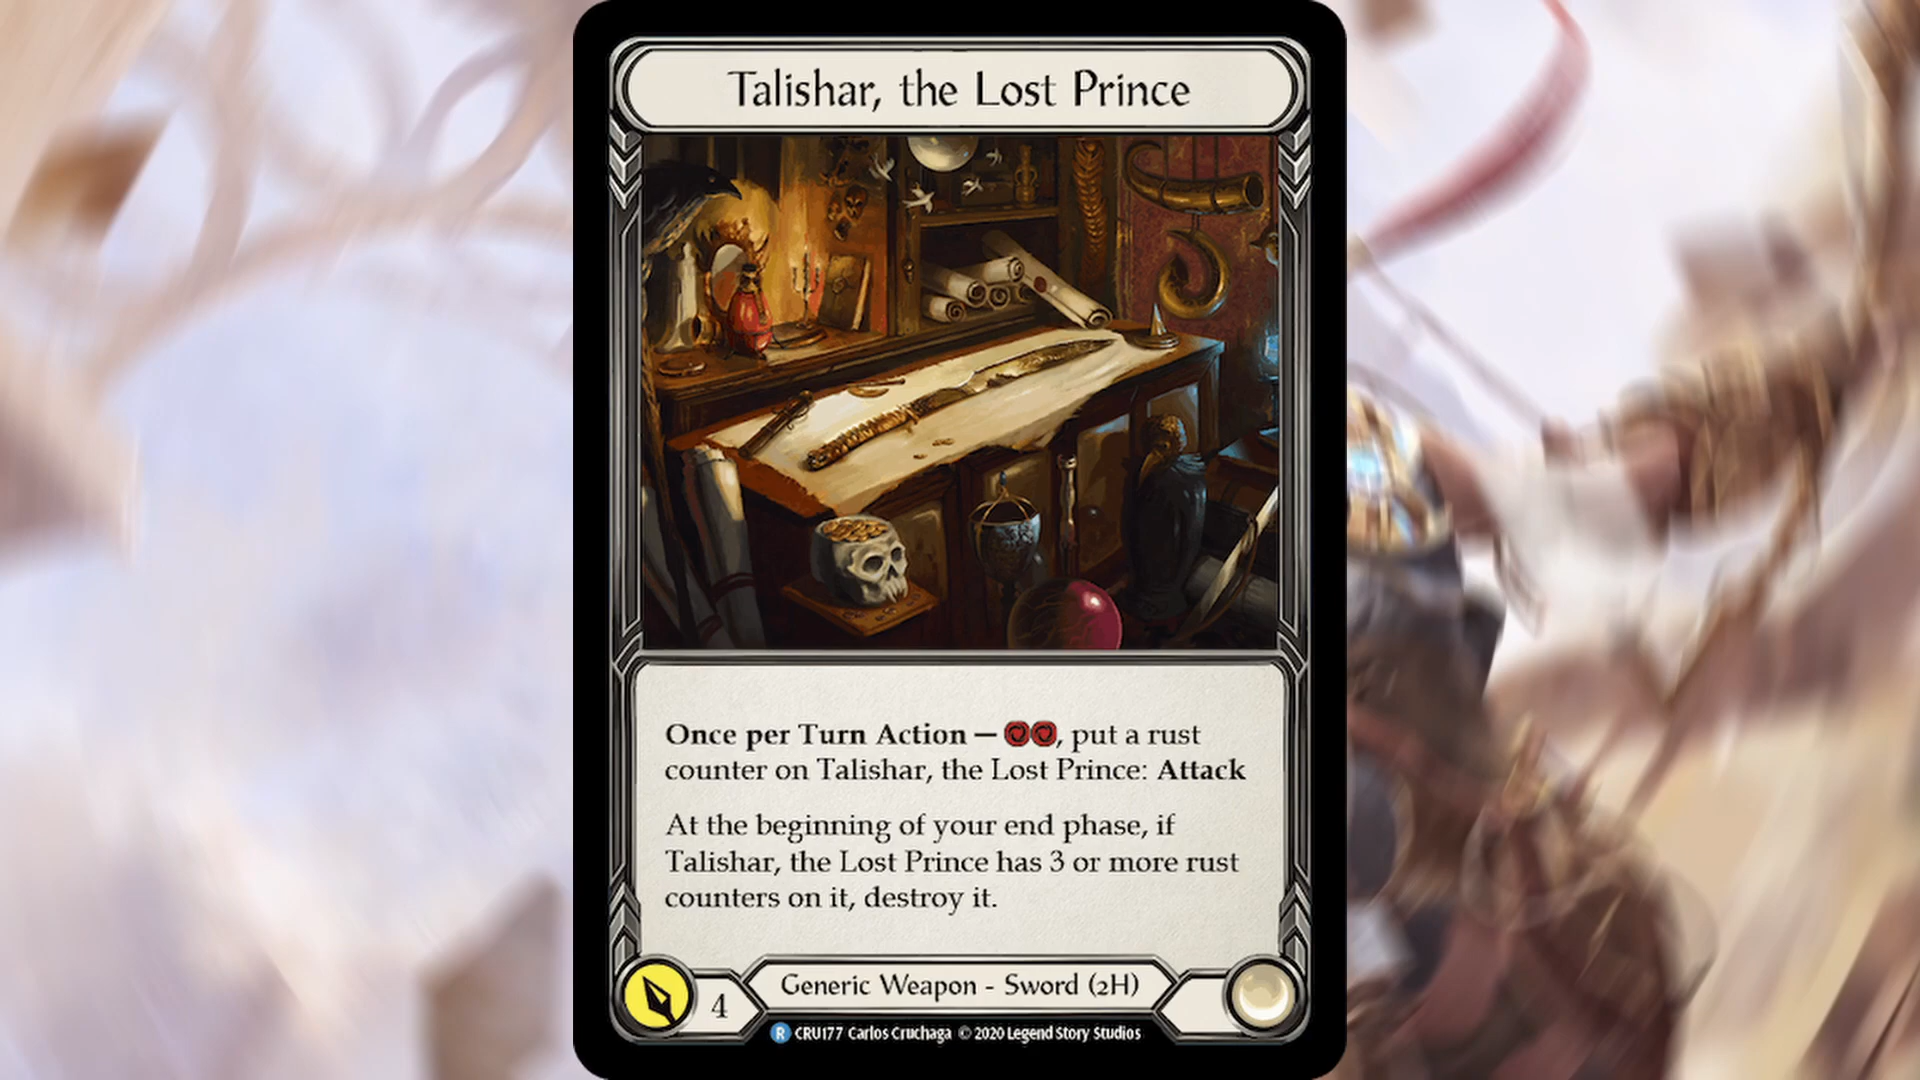 Talishar, the Lost Prince
Once per Turn Action — , put a rust
counter on Talishar, the Lost Prince: Attack
At the beginning of your end phase, if
Talishar, the Lost Prince has 3 or more rust
counters on it, destroy it.
4
Generic Weapon - Sword (2H)
R CRU177 Carlos Cruchaga © 2020 Legend Story Studios